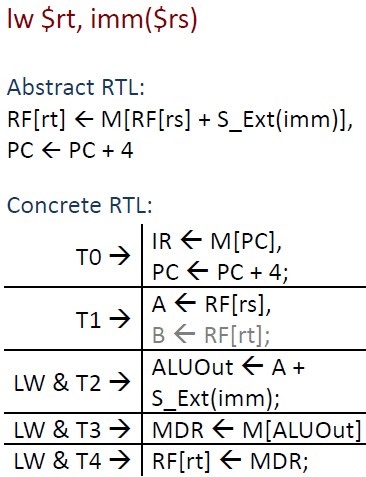 lw $rt, imm($rs)
Abstract RTL:
RF[rt] ← M[RF[rs] + S_Ext(imm)],
PC ← PC + 4
Concrete RTL:
T0 → IR ← M[PC],
PC ← PC + 4;
T1 → A ← RF[rs],
B ← RF[rt];
LW & T2 → ALUOut ← A +
S_Ext(imm);
LW & T3 → MDR ← M[ALUOut]
LW & T4 → RF[rt] ← MDR;